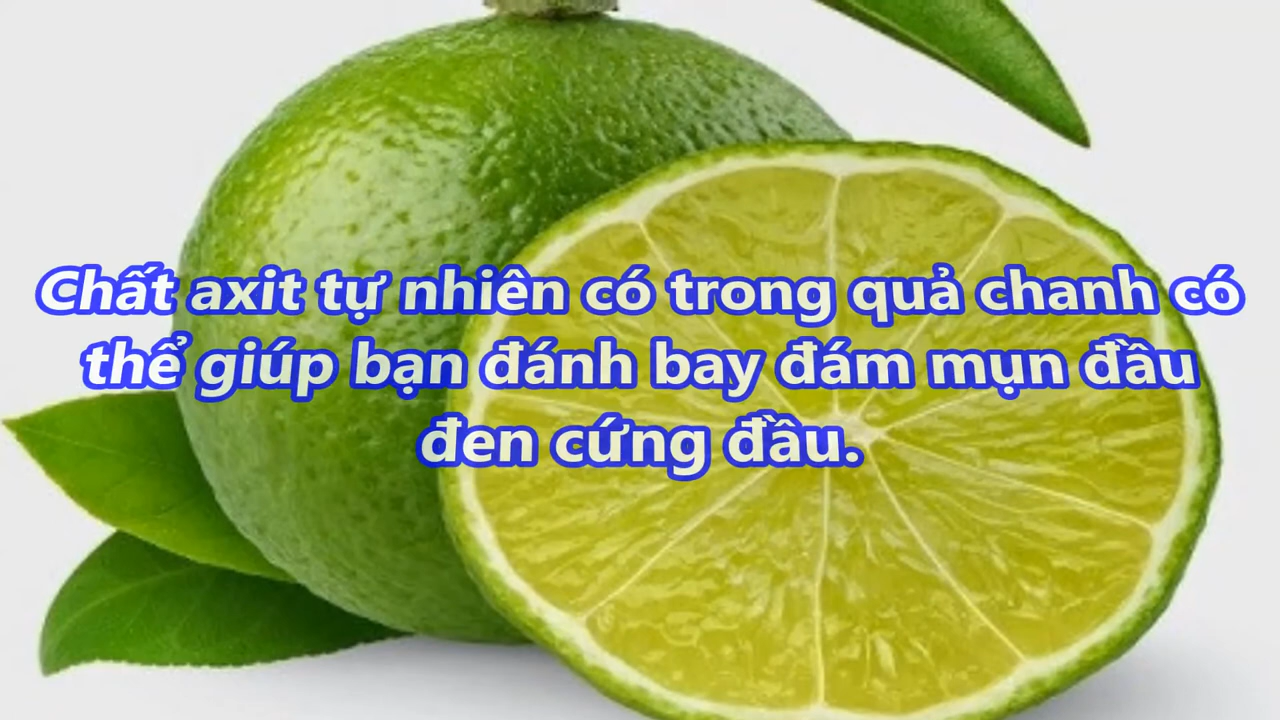 Chất axit tự nhiên có trong quả chanh có
thể giúp bạn đánh bay đám mụn đầu
đen cứng đầu.